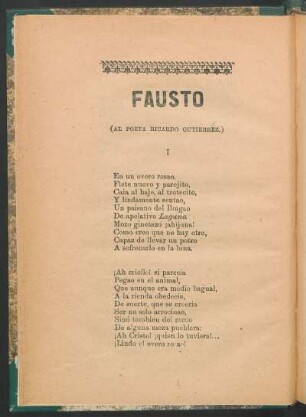 FAUSTO
(AL POETA RICARDO GUTIERREZ.)
I
En un overo rosao,
Flete nuevo y parejito,
Caia al bajo, al trotecito,
Y lindamente sentao,
Un paisano del Bragao
De apelativo Laguna
Mozo ginetazo ¡ahijuna!
Como creo que no hay otro,
Capaz de llevar un potro
A sofrenarlo en la luna.
¡Ah criollo! si parecia
Pegao en el animal,
Que aunque era medio bagual,
A la rienda obedecia,
De suerte, que se creeria
Ser no solo arrocinao,
Sinó tambien del recao
De alguna moza pueblera:
¡Ah Cristo! ¡quien lo tuviera!...
¡Lindo el overo